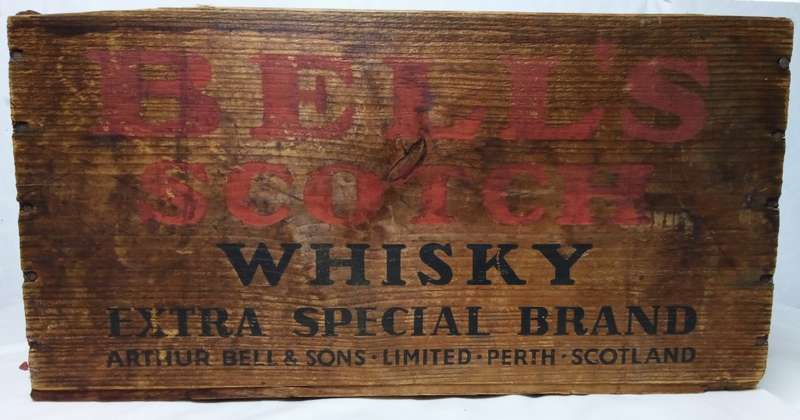 BELL'S
SCOTCH
WHISKY
EXTRA SPECIAL BRAND
ARTHUR BELL & SONS · LIMITED · PERTH · SCOTLAND